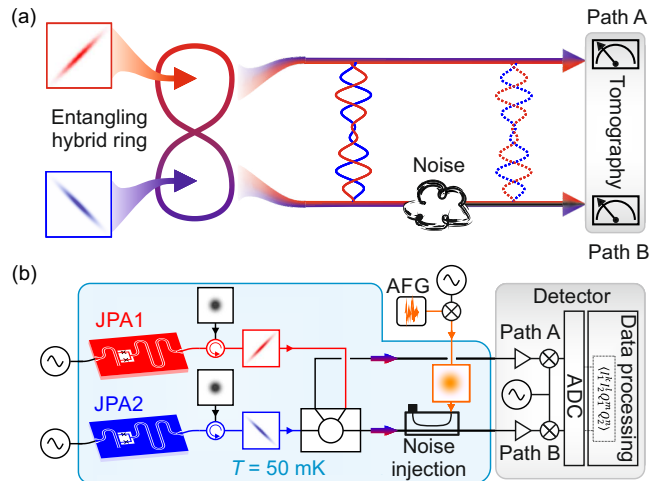 (a)
Path A
Entangling
hybrid ring
Noise
Tomography
Path B
(b)
AFG
Detector
JPA1
Path A
JPA2
ADC
Data processing
⟨I₁ʲI₂ᵏQ₁ᵐQ₂ⁿ⟩
T = 50 mK
Noise
injection
Path B